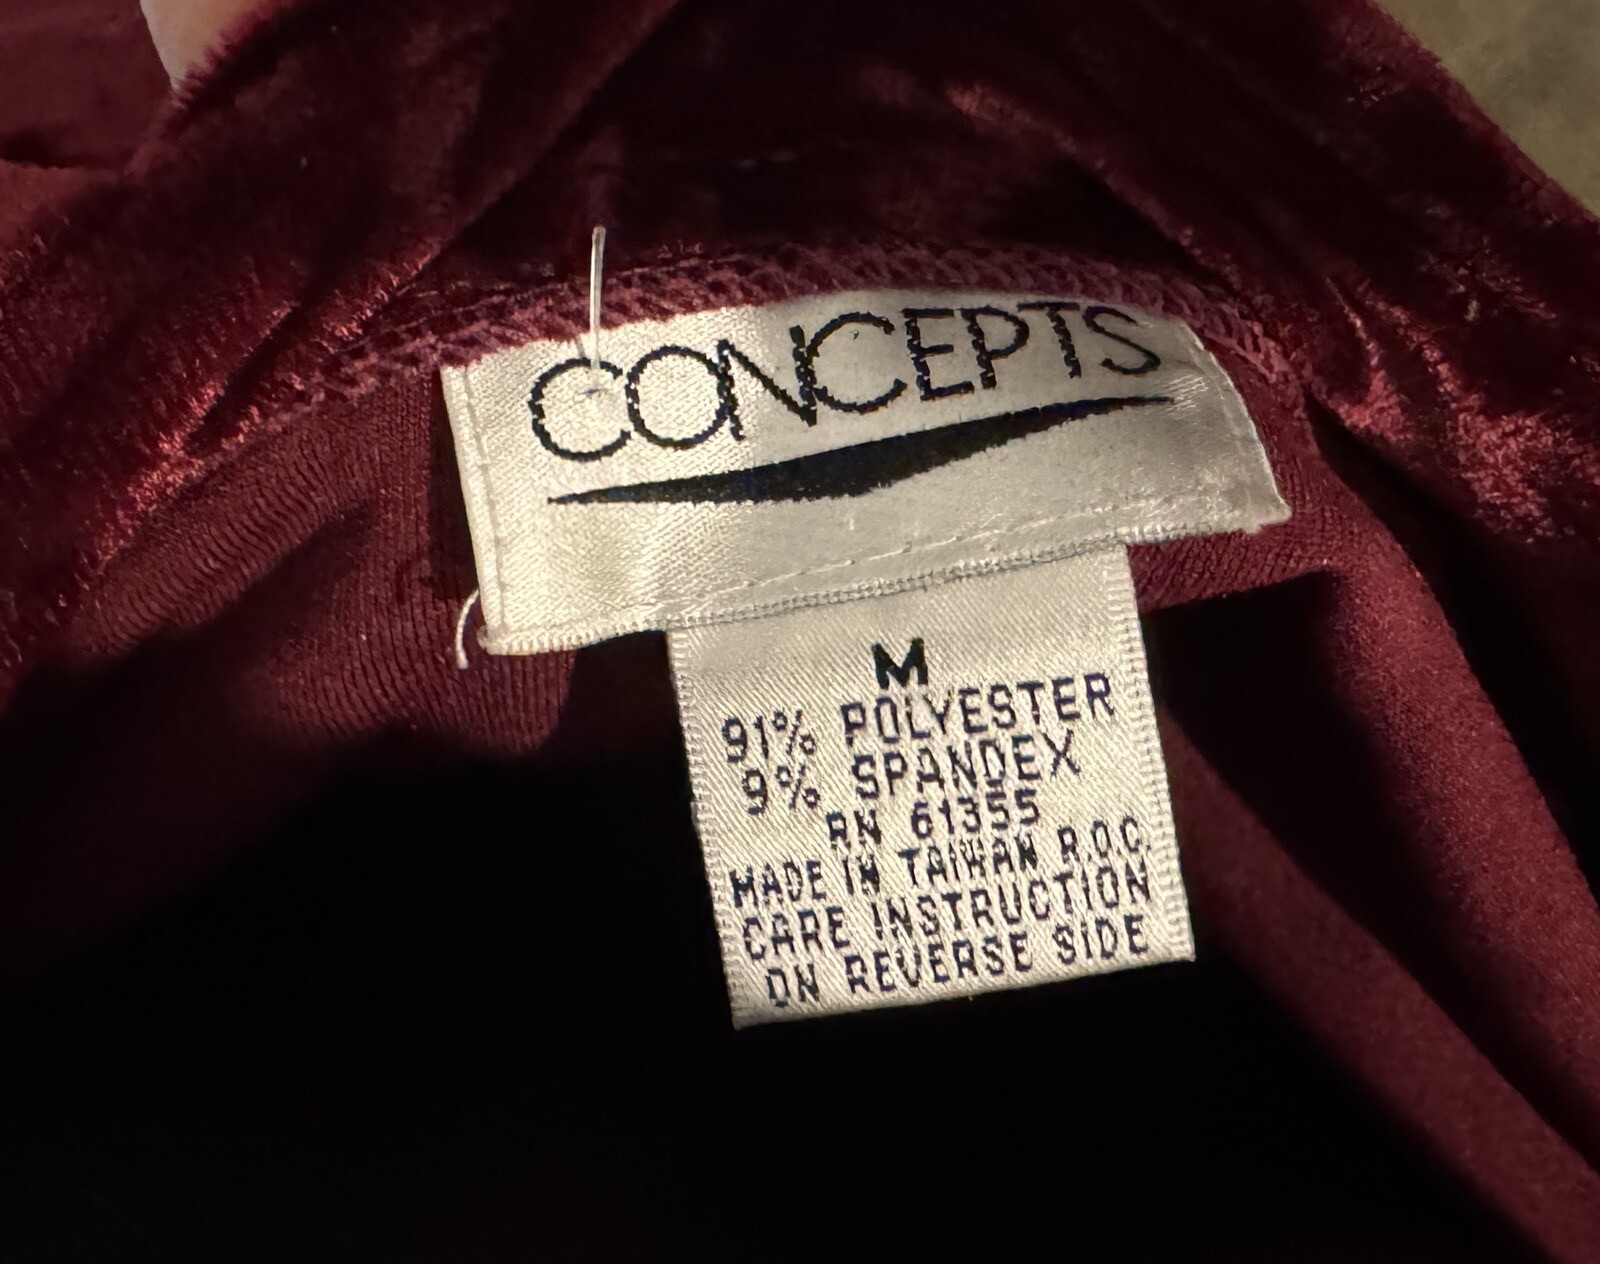 CONCEPTS
M
91% POLYESTER
9% SPANDEX
RN 61355
MADE IN TAIWAN R.O.C.
CARE INSTRUCTION
ON REVERSE SIDE